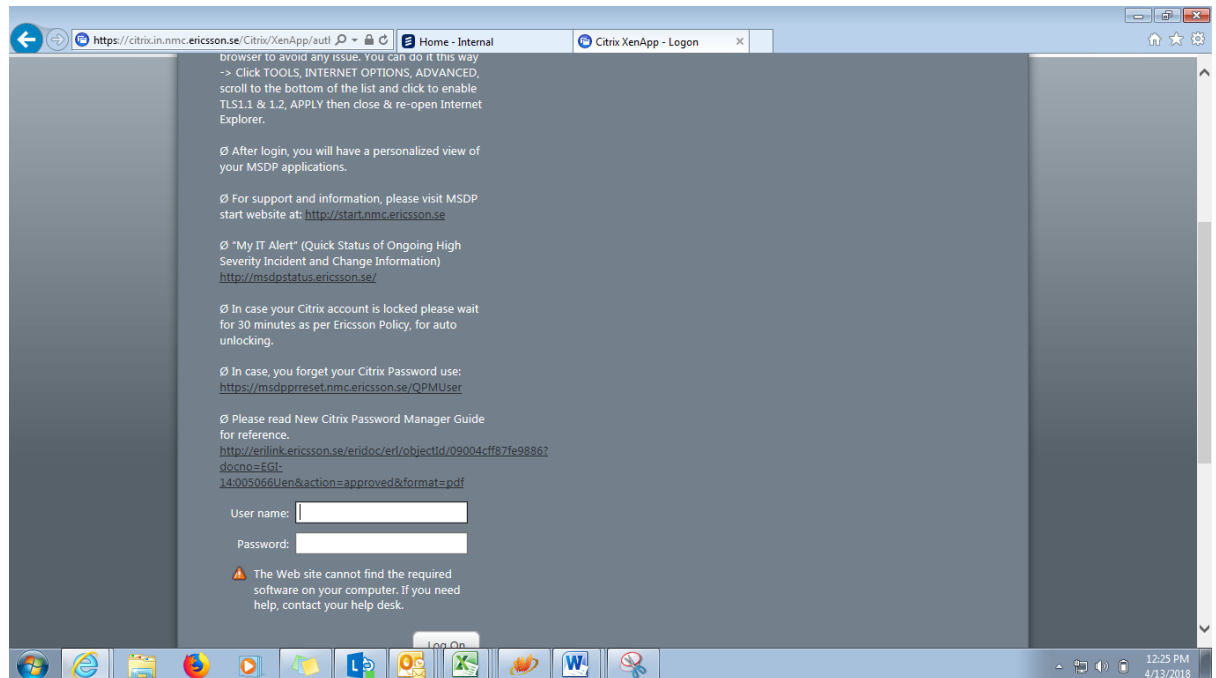 https://citrix.in.nmc.ericsson.se/Citrix/XenApp/autl
Home - Internal
Citrix XenApp - Logon
browser to avoid any issue. You can do it this way
-> Click TOOLS, INTERNET OPTIONS, ADVANCED,
scroll to the bottom of the list and click to enable
TLS1.1 & 1.2, APPLY then close & re-open Internet
Explorer.
Ø After login, you will have a personalized view of
your MSDP applications.
Ø For support and information, please visit MSDP
start website at: http://start.nmc.ericsson.se
Ø "My IT Alert" (Quick Status of Ongoing High
Severity Incident and Change Information)
http://msdpstatus.ericsson.se/
Ø In case your Citrix account is locked please wait
for 30 minutes as per Ericsson Policy, for auto
unlocking.
Ø In case, you forget your Citrix Password use:
https://msdpprreset.nmc.ericsson.se/QPMUser
Ø Please read New Citrix Password Manager Guide
for reference.
http://erilink.ericsson.se/eridoc/erl/objectId/09004cff87fe9886?
docno=EGI-
14:005066Uen&action=approved&format=pdf
User name:
Password:
The Web site cannot find the required
software on your computer. If you need
help, contact your help desk.
Log On
12:25 PM
4/13/2018